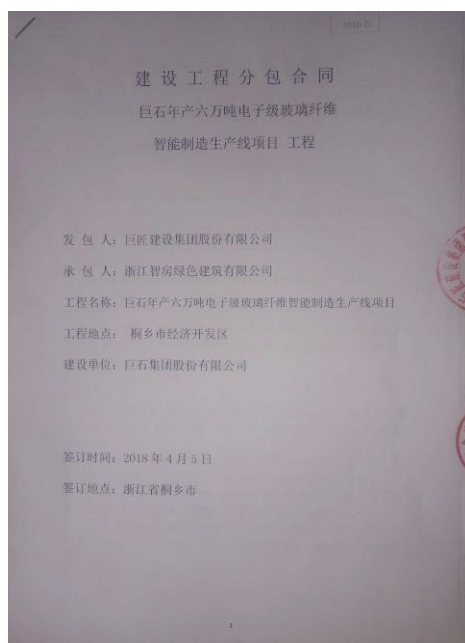 建设工程分包合同
巨石年产六万吨电子级玻璃纤维
智能制造生产线项目 工程
发 包 人：巨匠建设集团股份有限公司
承 包 人：浙江智房绿色建筑有限公司
工程名称：巨石年产六万吨电子级玻璃纤维智能制造生产线项目
工程地点： 桐乡市经济开发区
建设单位：巨石集团股份有限公司
签订时间：2018 年 4 月 5 日
签订地点：浙江省桐乡市
1